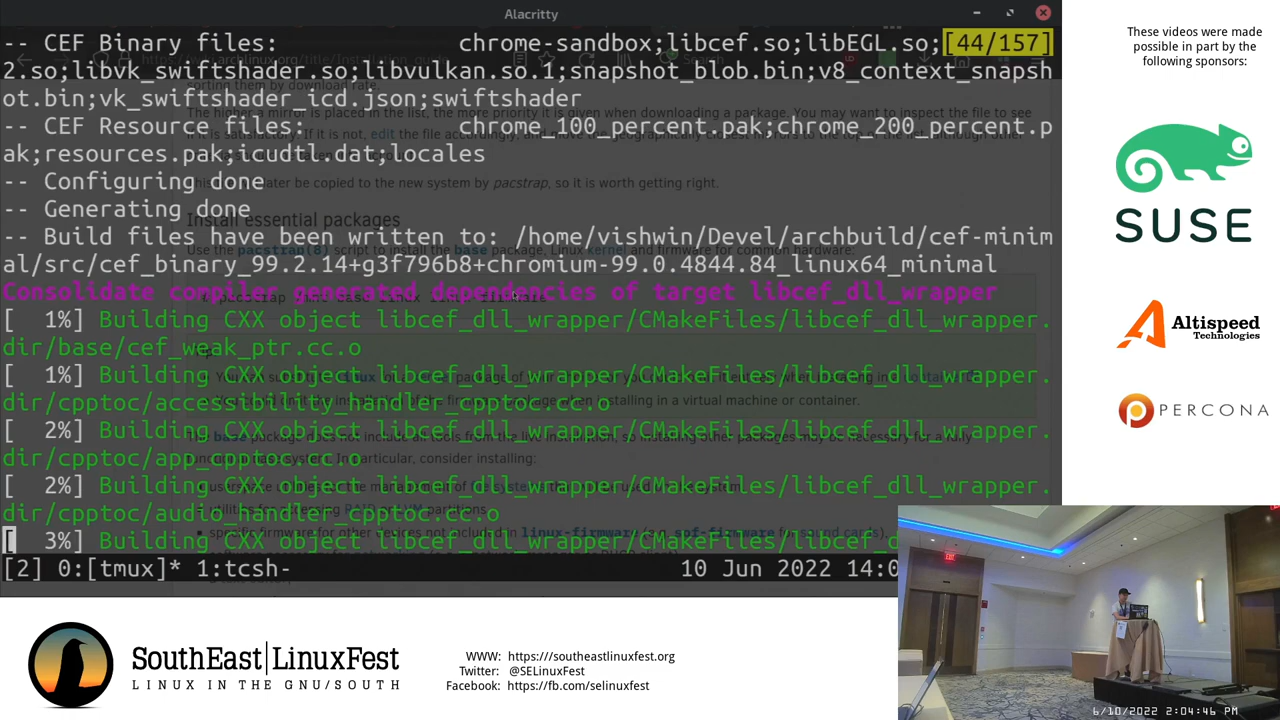 Alacritty
-- CEF Binary files: chrome-sandbox;libcef.so;libEGL.so;[44/157]
2.so;libvk_swiftshader.so;libvulkan.so.1;snapshot_blob.bin;v8_context_snapsh
ot.bin;vk_swiftshader_icd.json;swiftshader
-- CEF Resource files: chrome_100_percent.pak;chrome_200_percent.p
ak;resources.pak;icudtl.dat;locales
-- Configuring done
-- Generating done
-- Build files have been written to: /home/vishwin/Devel/archbuild/cef-minim
al/src/cef_binary_99.2.14+g3f796b8+chromium-99.0.4844.84_linux64_minimal
Consolidate compiler generated dependencies of target libcef_dll_wrapper
[  1%] Building CXX object libcef_dll_wrapper/CMakeFiles/libcef_dll_wrapper.
dir/base/cef_weak_ptr.cc.o
[  1%] Building CXX object libcef_dll_wrapper/CMakeFiles/libcef_dll_wrapper.
dir/cpptoc/accessibility_handler_cpptoc.cc.o
[  2%] Building CXX object libcef_dll_wrapper/CMakeFiles/libcef_dll_wrapper.
dir/cpptoc/app_cpptoc.cc.o
[  2%] Building CXX object libcef_dll_wrapper/CMakeFiles/libcef_dll_wrapper.
dir/cpptoc/audio_handler_cpptoc.cc.o
[  3%] Building CXX object libcef_dll_wrapper/CMakeFiles/libcef_d
[2] 0:[tmux]* 1:tcsh- 10 Jun 2022 14:0
Install essential packages
These videos were made
possible in part by the
following sponsors:
SUSE
Altispeed
Technologies
PERCONA
EXIT
6/10/2022 2:04:46 PM
SouthEast|LinuxFest
LINUX IN THE GNU/SOUTH
WWW: https://southeastlinuxfest.org
Twitter: @SELinuxFest
Facebook: https://fb.com/selinuxfest